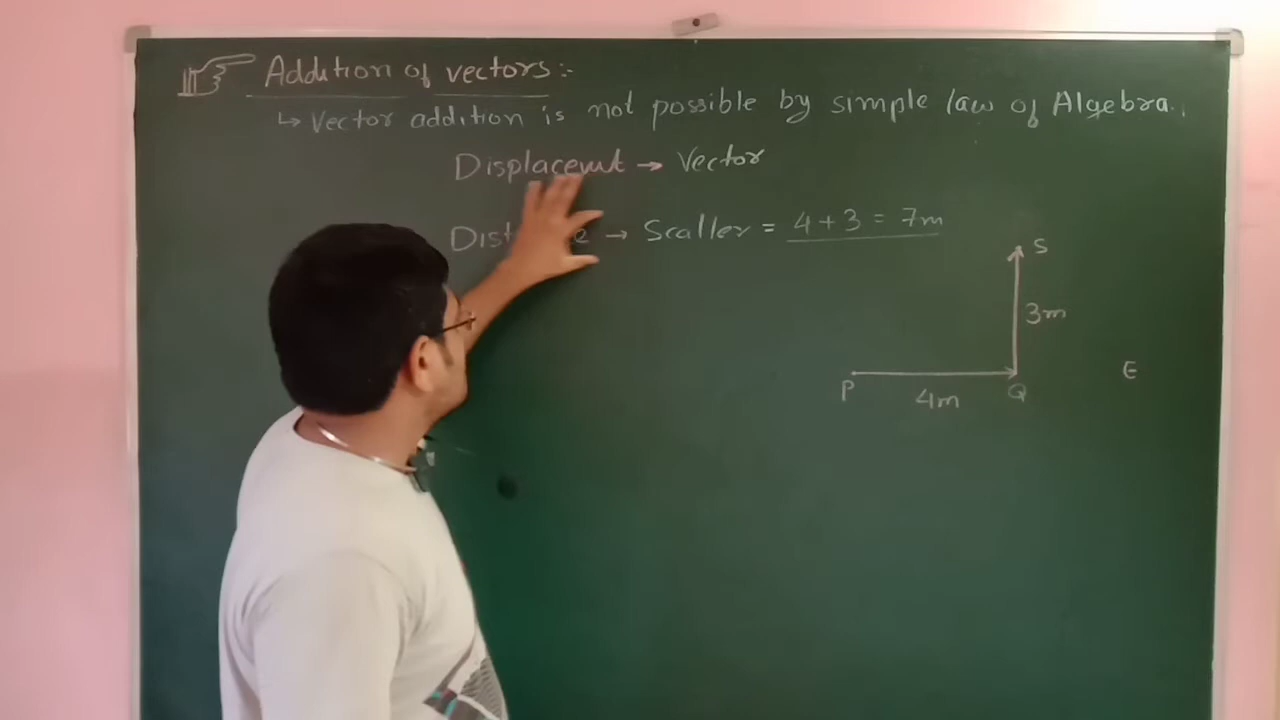 Addition of vectors:-
↳ Vector addition is not possible by simple law of Algebra.
Displacemt → Vector
→ Scaller = 4 + 3 = 7m
S
3m
E
P
4m
Q